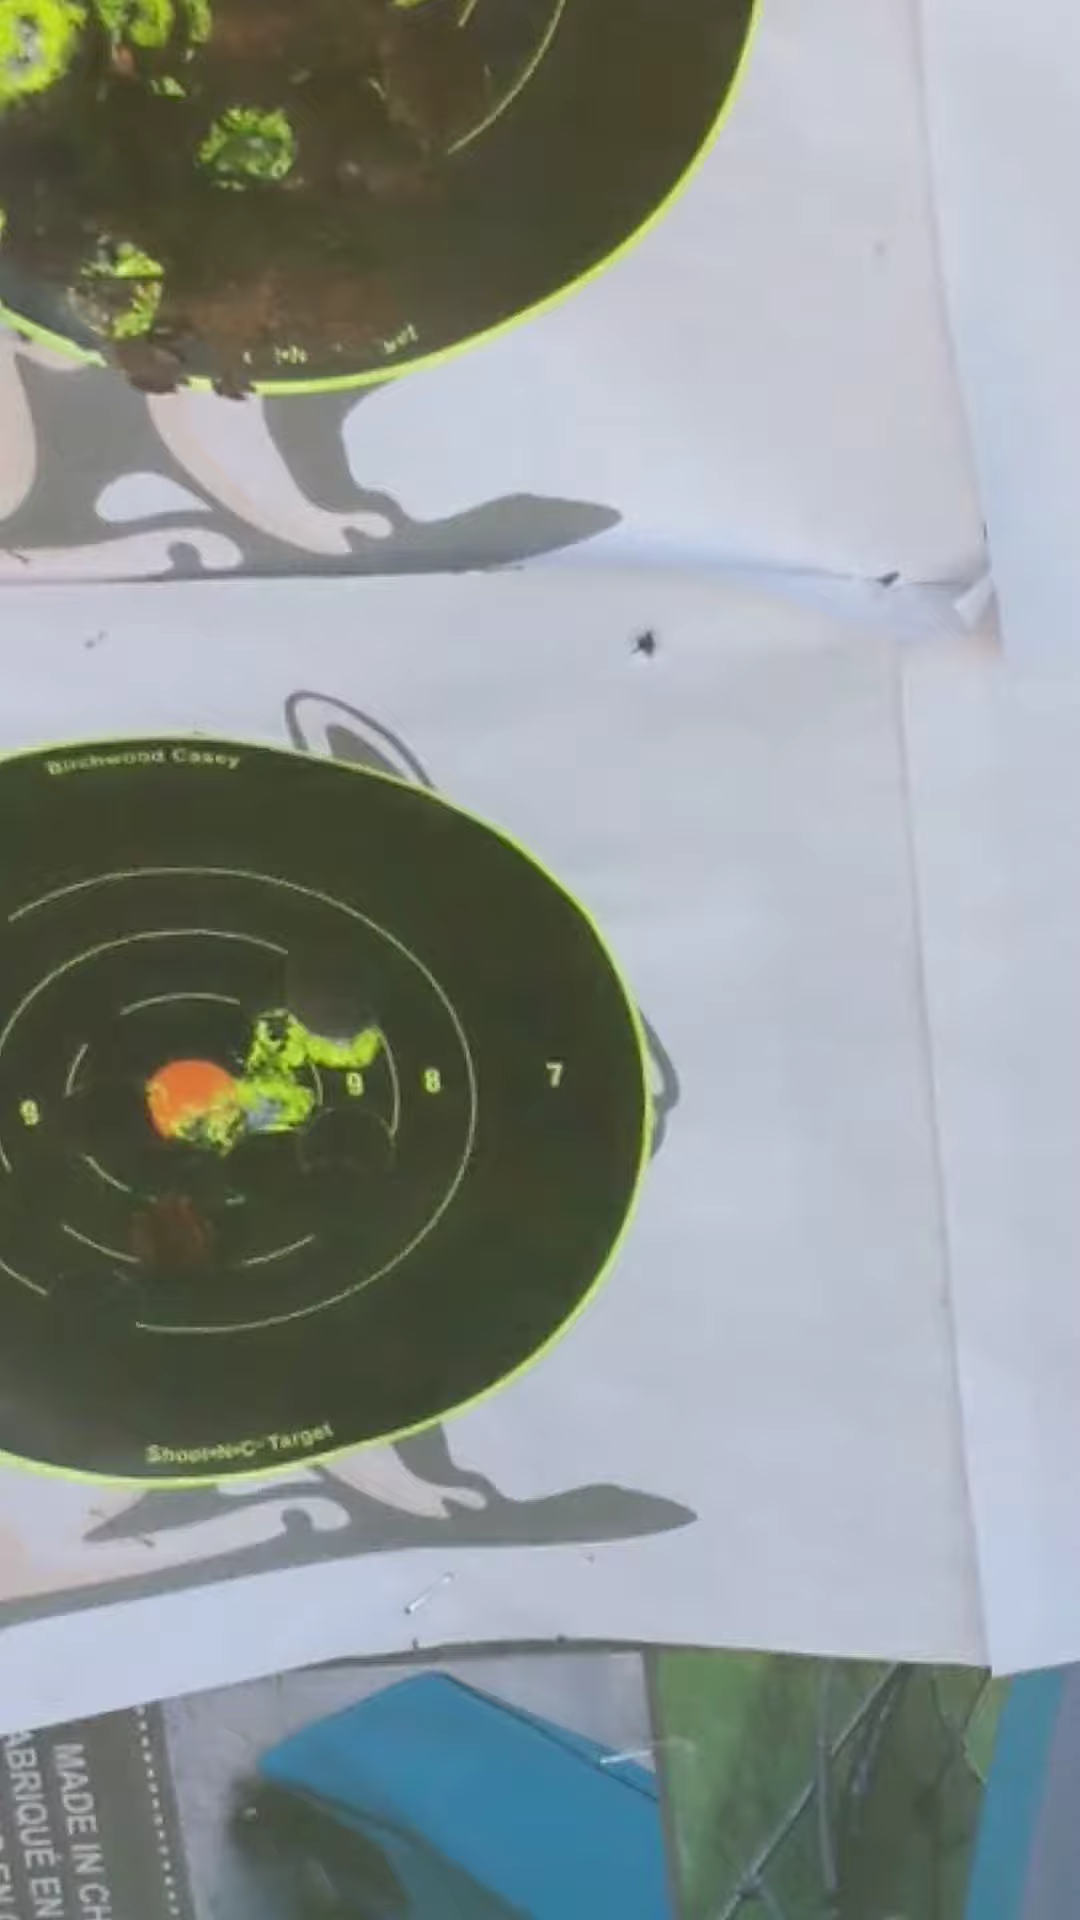 Birchwood Casey
9
9
8
7
Shoot•N•C Target
MADE IN CH
ABRIQUÉ EN